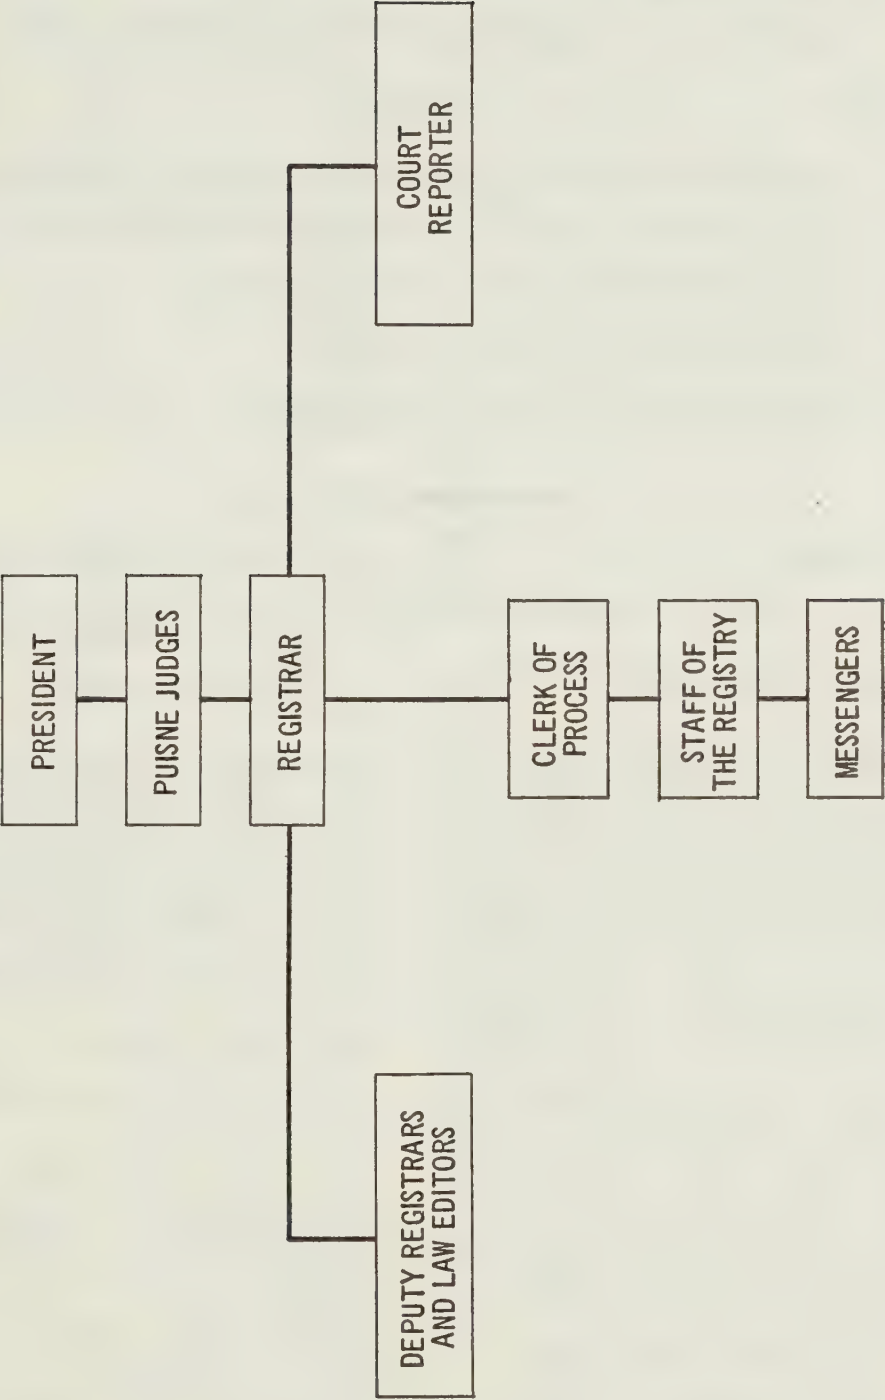 PRESIDENT
PUISNE JUDGES
REGISTRAR
DEPUTY REGISTRARS
AND LAW EDITORS
COURT
REPORTER
CLERK OF
PROCESS
STAFF OF
THE REGISTRY
MESSENGERS